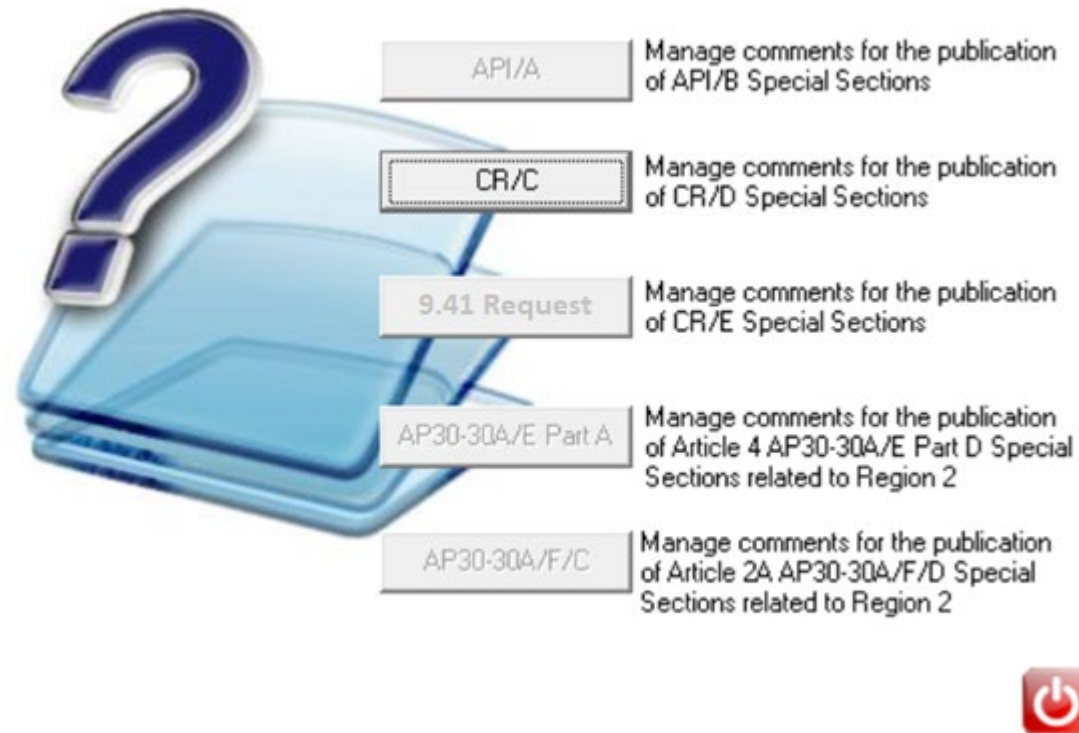 API/A
Manage comments for the publication
of API/B Special Sections
CR/C
Manage comments for the publication
of CR/D Special Sections
9.41 Request
Manage comments for the publication
of CR/E Special Sections
AP30-30A/E Part A
Manage comments for the publication
of Article 4 AP30-30A/E Part D Special
Sections related to Region 2
AP30-30A/F/C
Manage comments for the publication
of Article 2A AP30-30A/F/D Special
Sections related to Region 2